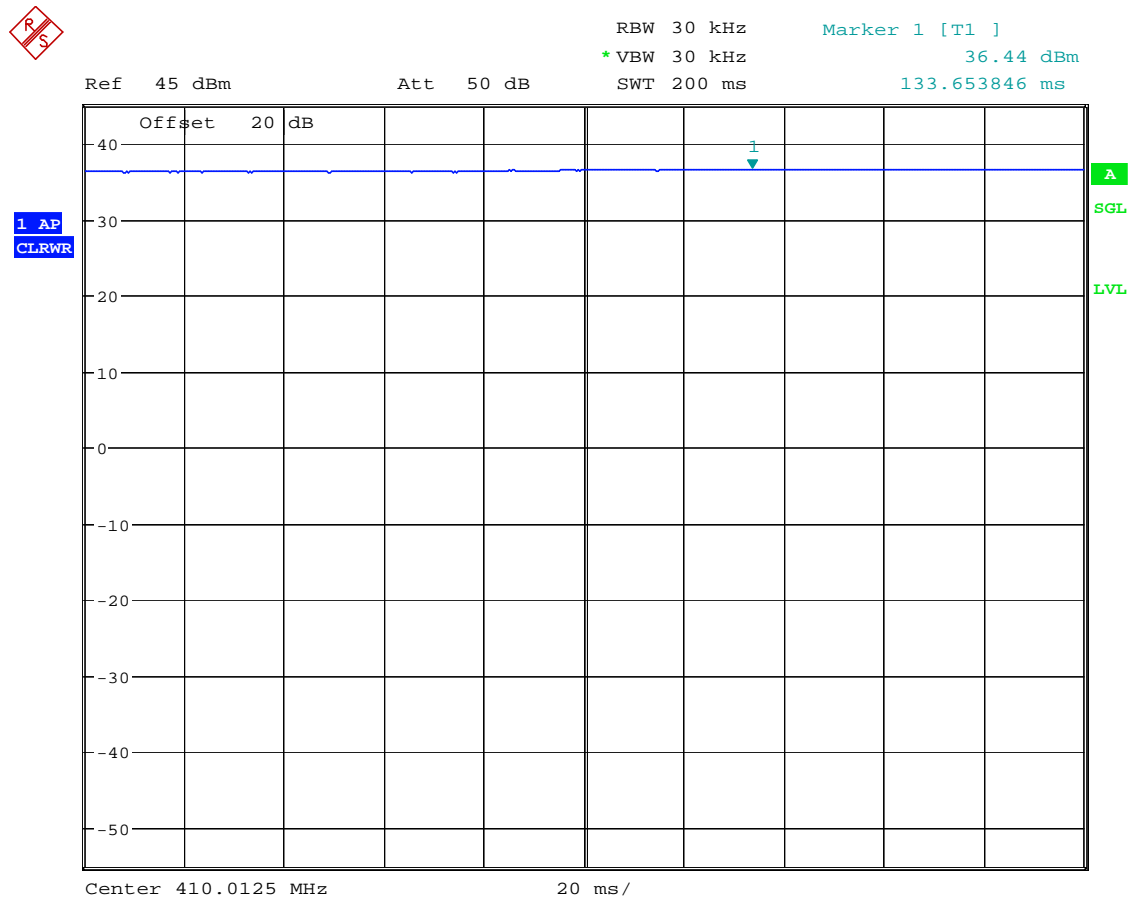 R S
RBW 30 kHz Marker 1 [T1 ]
* VBW 30 kHz 36.44 dBm
Ref 45 dBm Att 50 dB SWT 200 ms 133.653846 ms
Offset 20 dB
40
1
A
SGL
30
1 AP
CLRWR
LVL
20
10
0
-10
-20
-30
-40
-50
Center 410.0125 MHz 20 ms/